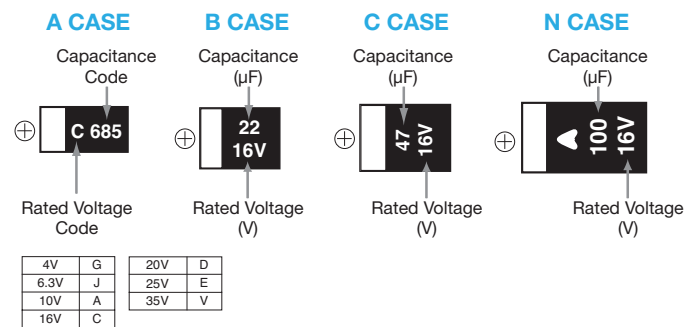 A CASE
Capacitance
Code
C 685
Rated Voltage
Code
B CASE
Capacitance
(µF)
22
16V
Rated Voltage
(V)
C CASE
Capacitance
(µF)
47
16V
Rated Voltage
(V)
N CASE
Capacitance
(µF)
100
16V
Rated Voltage
(V)
4V G
6.3V J
10V A
16V C
20V D
25V E
35V V